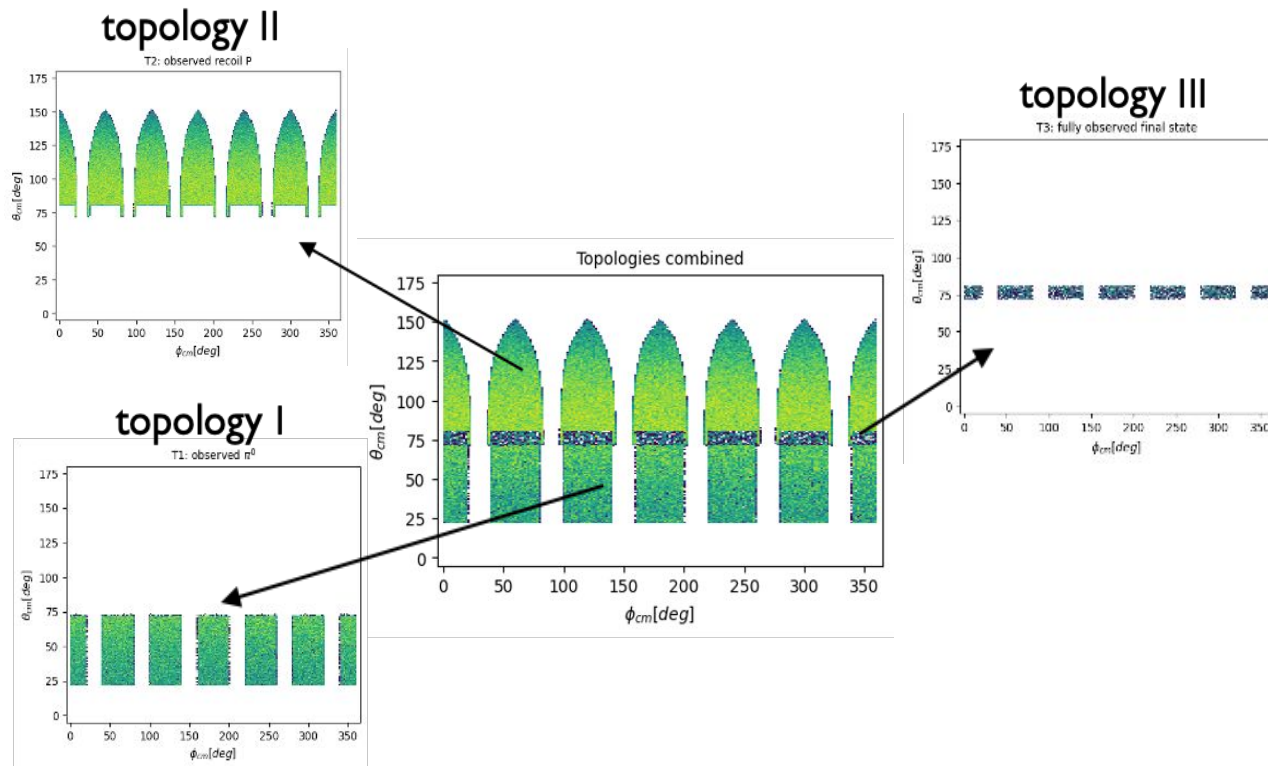 topology II
T2: observed recoil P
175
150
125
100
75
50
25
0
θcm[deg]
0 50 100 150 200 250 300 350
ϕcm[deg]
topology III
T3: fully observed final state
175
150
125
100
75
50
25
0
θcm[deg]
0 50 100 150 200 250 300 350
ϕcm[deg]
Topologies combined
175
150
125
100
75
50
25
0
θcm[deg]
0 50 100 150 200 250 300 350
ϕcm[deg]
topology I
T1: observed π⁰
175
150
125
100
75
50
25
0
θcm[deg]
0 50 100 150 200 250 300 350
ϕcm[deg]